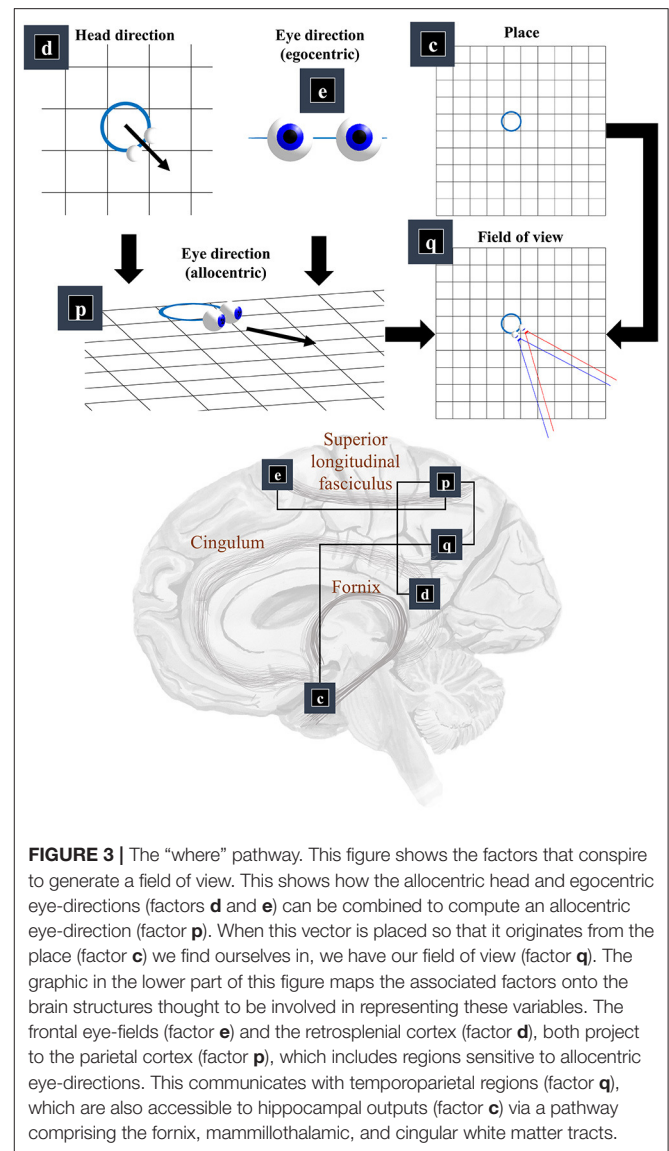 d
Head direction
Eye direction
(egocentric)
e
c
Place
Eye direction
(allocentric)
p
q
Field of view
Superior
longitudinal
fasciculus
e
p
Cingulum
q
Fornix
d
c
FIGURE 3 | The “where” pathway. This figure shows the factors that conspire
to generate a field of view. This shows how the allocentric head and egocentric
eye-directions (factors d and e) can be combined to compute an allocentric
eye-direction (factor p). When this vector is placed so that it originates from the
place (factor c) we find ourselves in, we have our field of view (factor q). The
graphic in the lower part of this figure maps the associated factors onto the
brain structures thought to be involved in representing these variables. The
frontal eye-fields (factor e) and the retrosplenial cortex (factor d), both project
to the parietal cortex (factor p), which includes regions sensitive to allocentric
eye-directions. This communicates with temporoparietal regions (factor q),
which are also accessible to hippocampal outputs (factor c) via a pathway
comprising the fornix, mammillothalamic, and cingular white matter tracts.